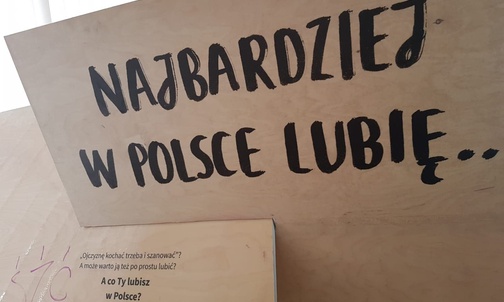 NAJBARDZIEJ
W POLSCE LUBIĘ...
„Ojczyznę kochać trzeba i szanować”?
A może warto ją też po prostu lubić?
A co Ty lubisz
w Polsce?